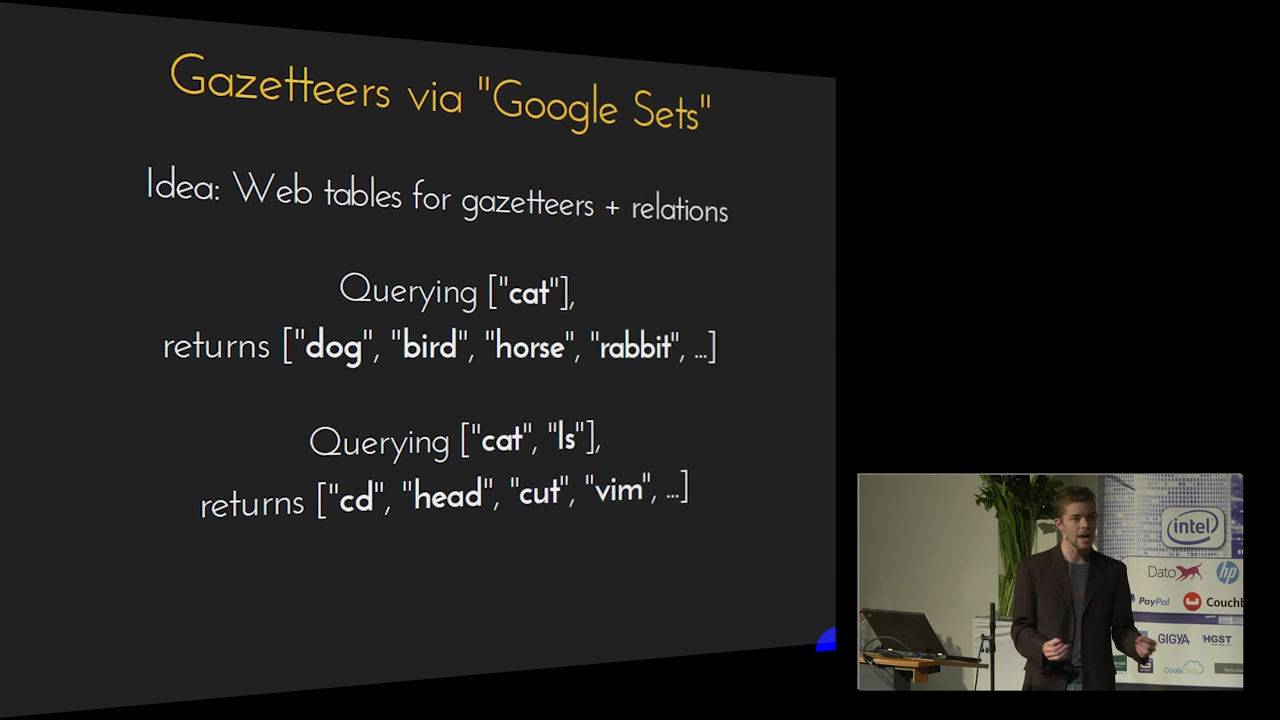 Gazetteers via "Google Sets"
Idea: Web tables for gazetteers + relations
Querying ["cat"],
returns ["dog", "bird", "horse", "rabbit", ...]
Querying ["cat", "ls"],
returns ["cd", "head", "cut", "vim", ...]
intel
Dato
hp
PayPal
Couchb
GIGYA
HGST